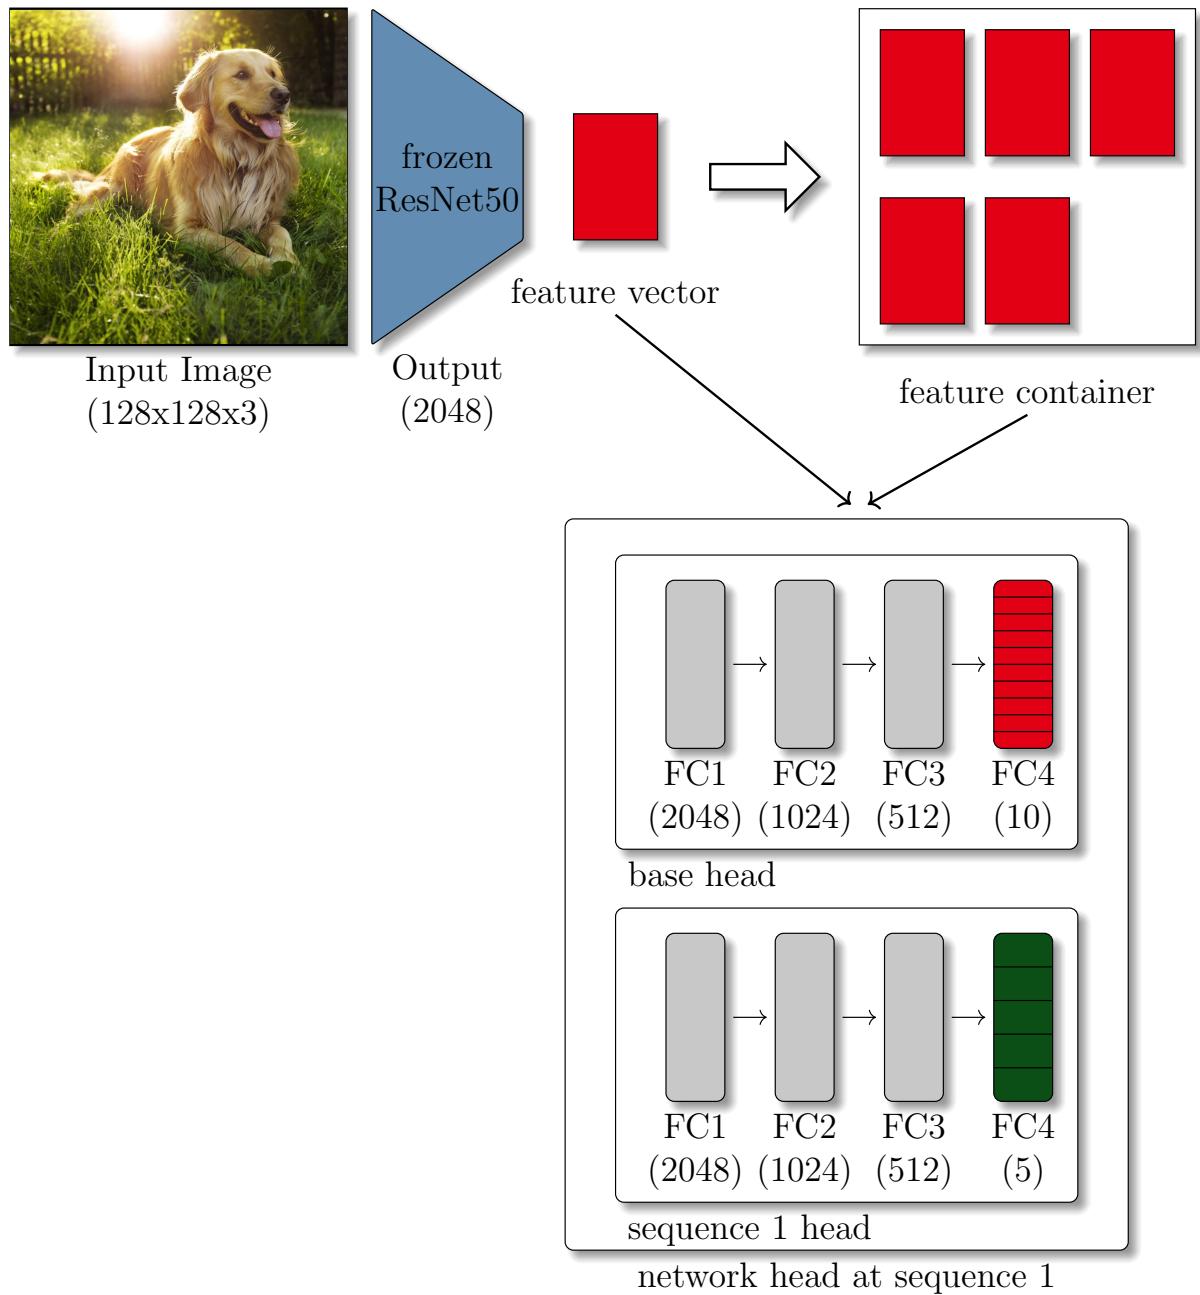 frozen
ResNet50
feature vector
Input Image
(128x128x3)
Output
(2048)
feature container
FC1
(2048)
FC2
(1024)
FC3
(512)
FC4
(10)
base head
FC1
(2048)
FC2
(1024)
FC3
(512)
FC4
(5)
sequence 1 head
network head at sequence 1